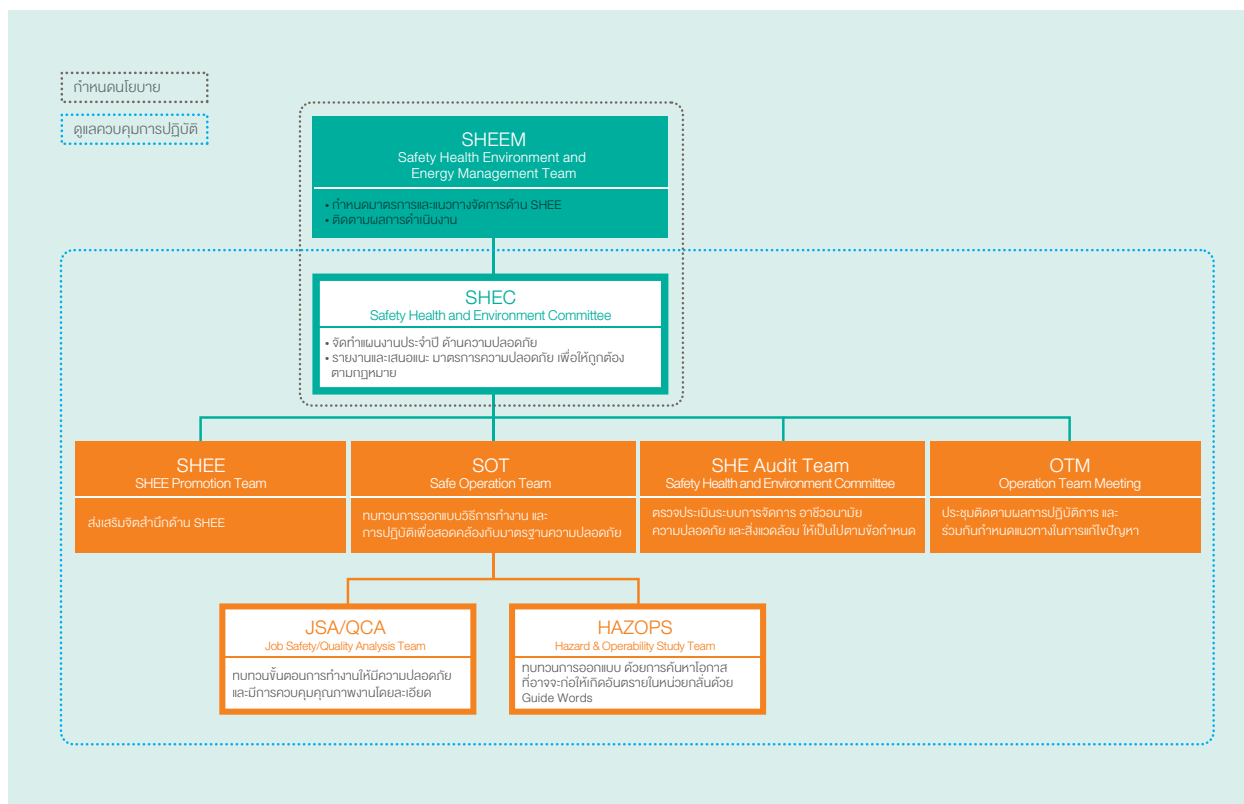 กำหนดนโยบาย
ดูแลควบคุมการปฏิบัติ
SHEEM
Safety Health Environment and
Energy Management Team
• กำหนดมาตรการและแนวทางจัดการด้าน SHEE
• ติดตามผลการดำเนินงาน
SHEC
Safety Health and Environment Committee
• จัดทำแผนงานประจำปี ด้านความปลอดภัย
• รายงานและเสนอแนะ มาตรการความปลอดภัย เพื่อให้ถูกต้อง
ตามกฎหมาย
SHEE
SHEE Promotion Team
ส่งเสริมจิตสำนึกด้าน SHEE
SOT
Safe Operation Team
ทบทวนการออกแบบวิธีการทำงาน และ
การปฏิบัติเพื่อสอดคล้องกับมาตรฐานความปลอดภัย
SHE Audit Team
Safety Health and Environment Committee
ตรวจประเมินระบบการจัดการ อาชีวอนามัย
ความปลอดภัย และสิ่งแวดล้อม ให้เป็นไปตามข้อกำหนด
OTM
Operation Team Meeting
ประชุมติดตามผลการปฏิบัติการ และ
ร่วมกันกำหนดแนวทางในการแก้ไขปัญหา
JSA/QCA
Job Safety/Quality Analysis Team
ทบทวนขั้นตอนการทำงานให้มีความปลอดภัย
และมีการควบคุมคุณภาพงานโดยละเอียด
HAZOPS
Hazard & Operability Study Team
ทบทวนการออกแบบ ด้วยการค้นหาโอกาส
ที่อาจจะก่อให้เกิดอันตรายในหน่วยกลั่นด้วย
Guide Words